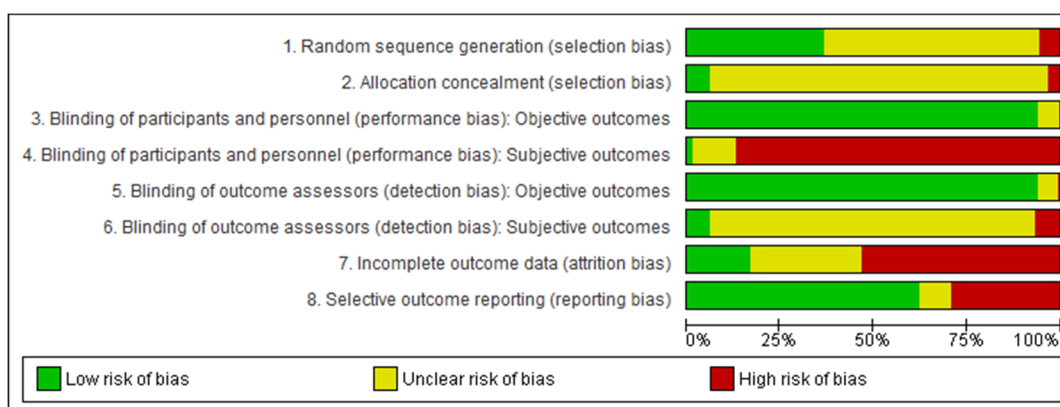 1. Random sequence generation (selection bias)
2. Allocation concealment (selection bias)
3. Blinding of participants and personnel (performance bias): Objective outcomes
4. Blinding of participants and personnel (performance bias): Subjective outcomes
5. Blinding of outcome assessors (detection bias): Objective outcomes
6. Blinding of outcome assessors (detection bias): Subjective outcomes
7. Incomplete outcome data (attrition bias)
8. Selective outcome reporting (reporting bias)
0% 25% 50% 75% 100%
Low risk of bias Unclear risk of bias High risk of bias